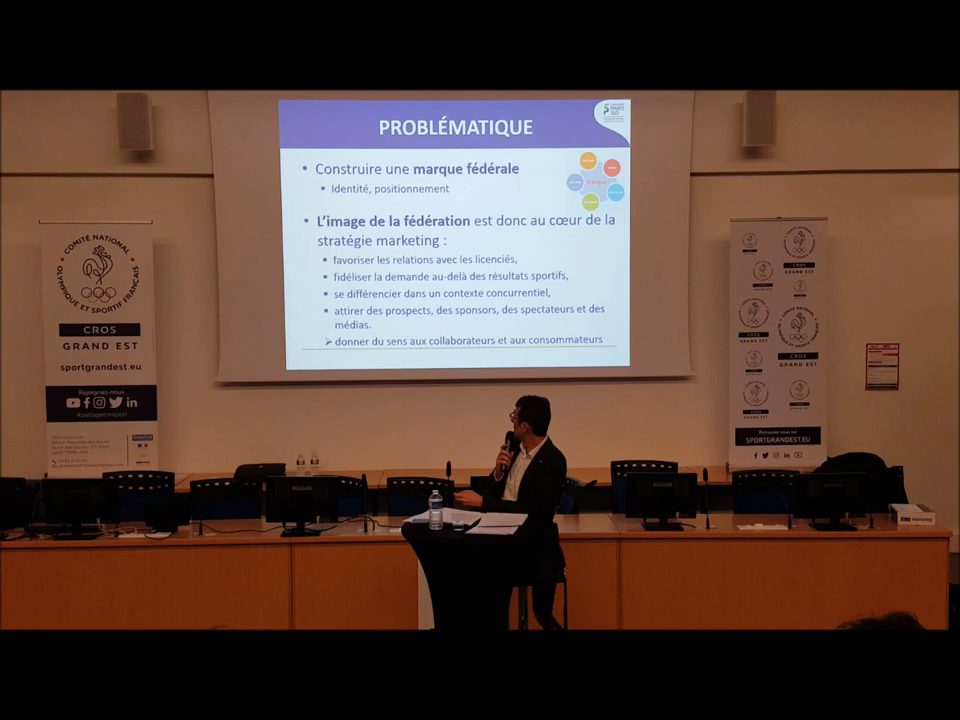 PROBLÉMATIQUE
• Construire une marque fédérale
▪ Identité, positionnement
• L'image de la fédération est donc au cœur de la
stratégie marketing :
▪ favoriser les relations avec les licenciés,
▪ fidéliser la demande au-delà des résultats sportifs,
▪ se différencier dans un contexte concurrentiel,
▪ attirer des prospects, des sponsors, des spectateurs et des
médias.
➢ donner du sens aux collaborateurs et aux consommateurs
COMITÉ NATIONAL
OLYMPIQUE ET SPORTIF FRANÇAIS
CROS
GRAND EST
sportgrandest.eu
Rejoignez-nous
#partagetonsport
CROS
GRAND EST
CROS
GRAND EST
Retrouvez-nous sur
SPORTGRANDEST.EU